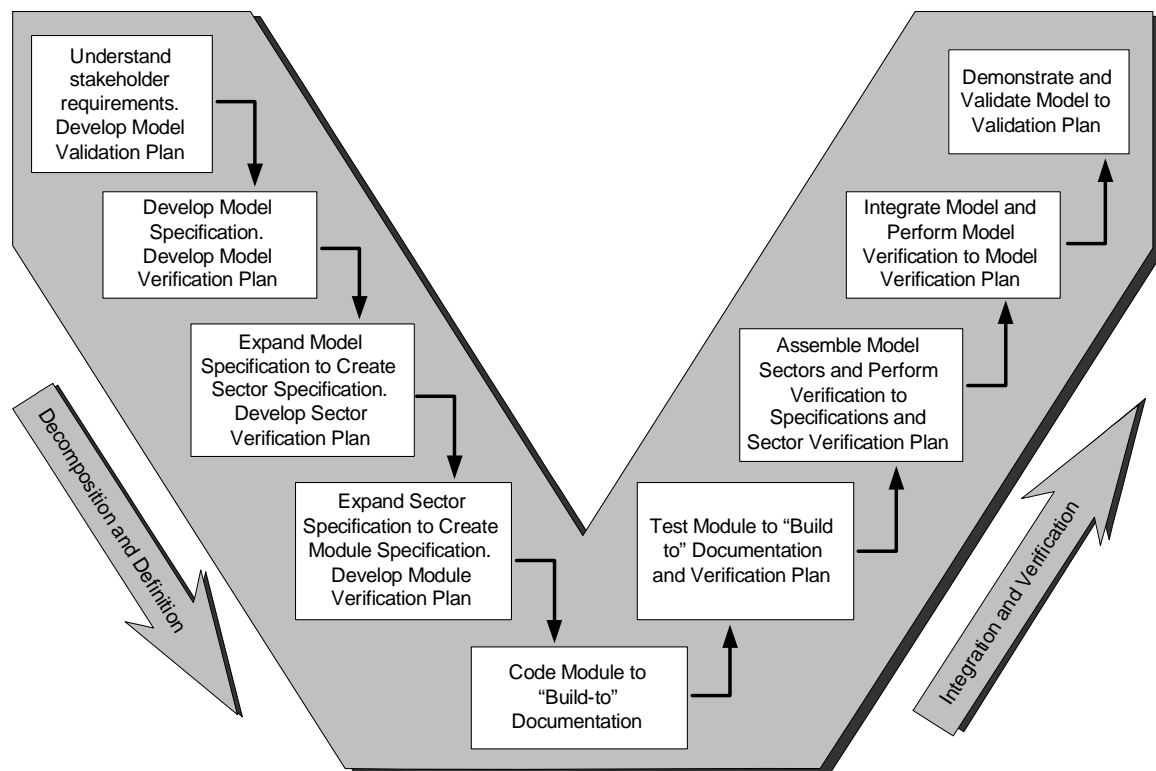 Understand
stakeholder
requirements.
Develop Model
Validation Plan
Develop Model
Specification.
Develop Model
Verification Plan
Expand Model
Specification to Create
Sector Specification.
Develop Sector
Verification Plan
Expand Sector
Specification to Create
Module Specification.
Develop Module
Verification Plan
Code Module to
“Build-to”
Documentation
Test Module to “Build
to” Documentation
and Verification Plan
Assemble Model
Sectors and Perform
Verification to
Specifications and
Sector Verification Plan
Integrate Model and
Perform Model
Verification to Model
Verification Plan
Demonstrate and
Validate Model to
Validation Plan
Decomposition and Definition
Integration and Verification